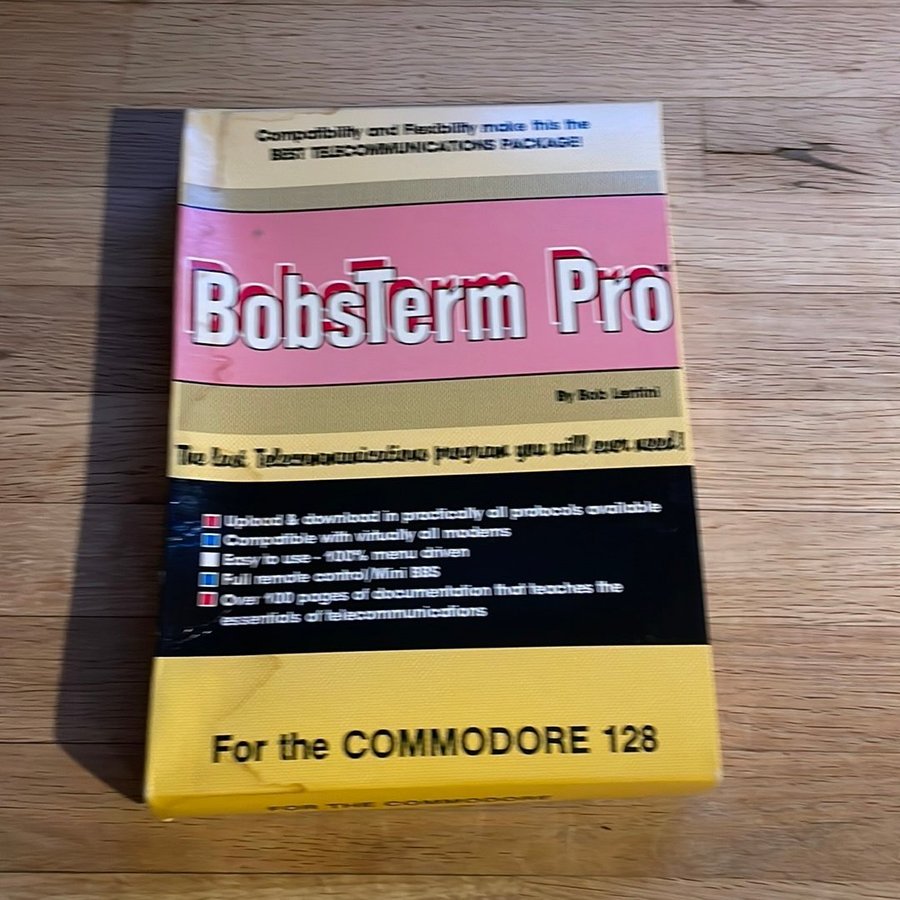 Compatibility and Flexibility make this the
BEST TELECOMMUNICATIONS PACKAGE!
BobsTerm Pro™
By Bob Lentini
The last Telecommunications program you will ever need!
Upload & download in practically all protocols available
Compatible with virtually all modems
Easy to use - 100% menu driven
Full remote control/Mini BBS
Over 100 pages of documentation that teaches the
essentials of telecommunications
For the COMMODORE 128
FOR THE COMMODORE